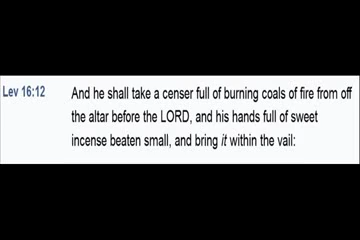 Lev 16:12 And he shall take a censer full of burning coals of fire from off
the altar before the LORD, and his hands full of sweet
incense beaten small, and bring it within the vail: